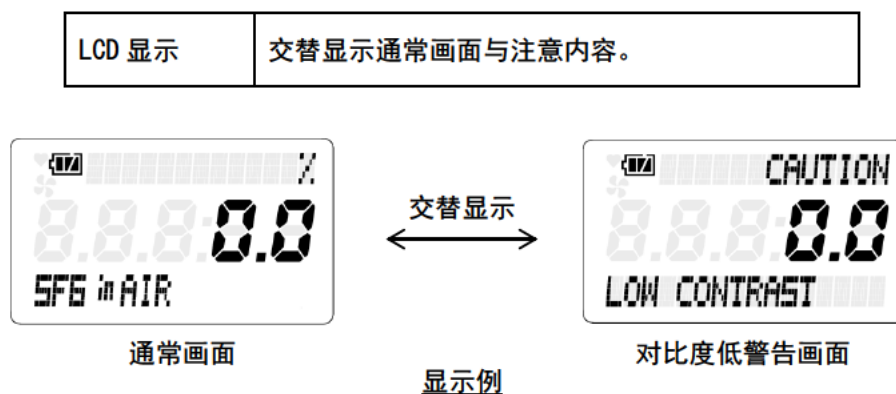 LCD 显示
交替显示通常画面与注意内容。
%
0.0
SF6 in AIR
通常画面
交替显示
CAUTION
0.0
LOW CONTRAST
对比度低警告画面
显示例